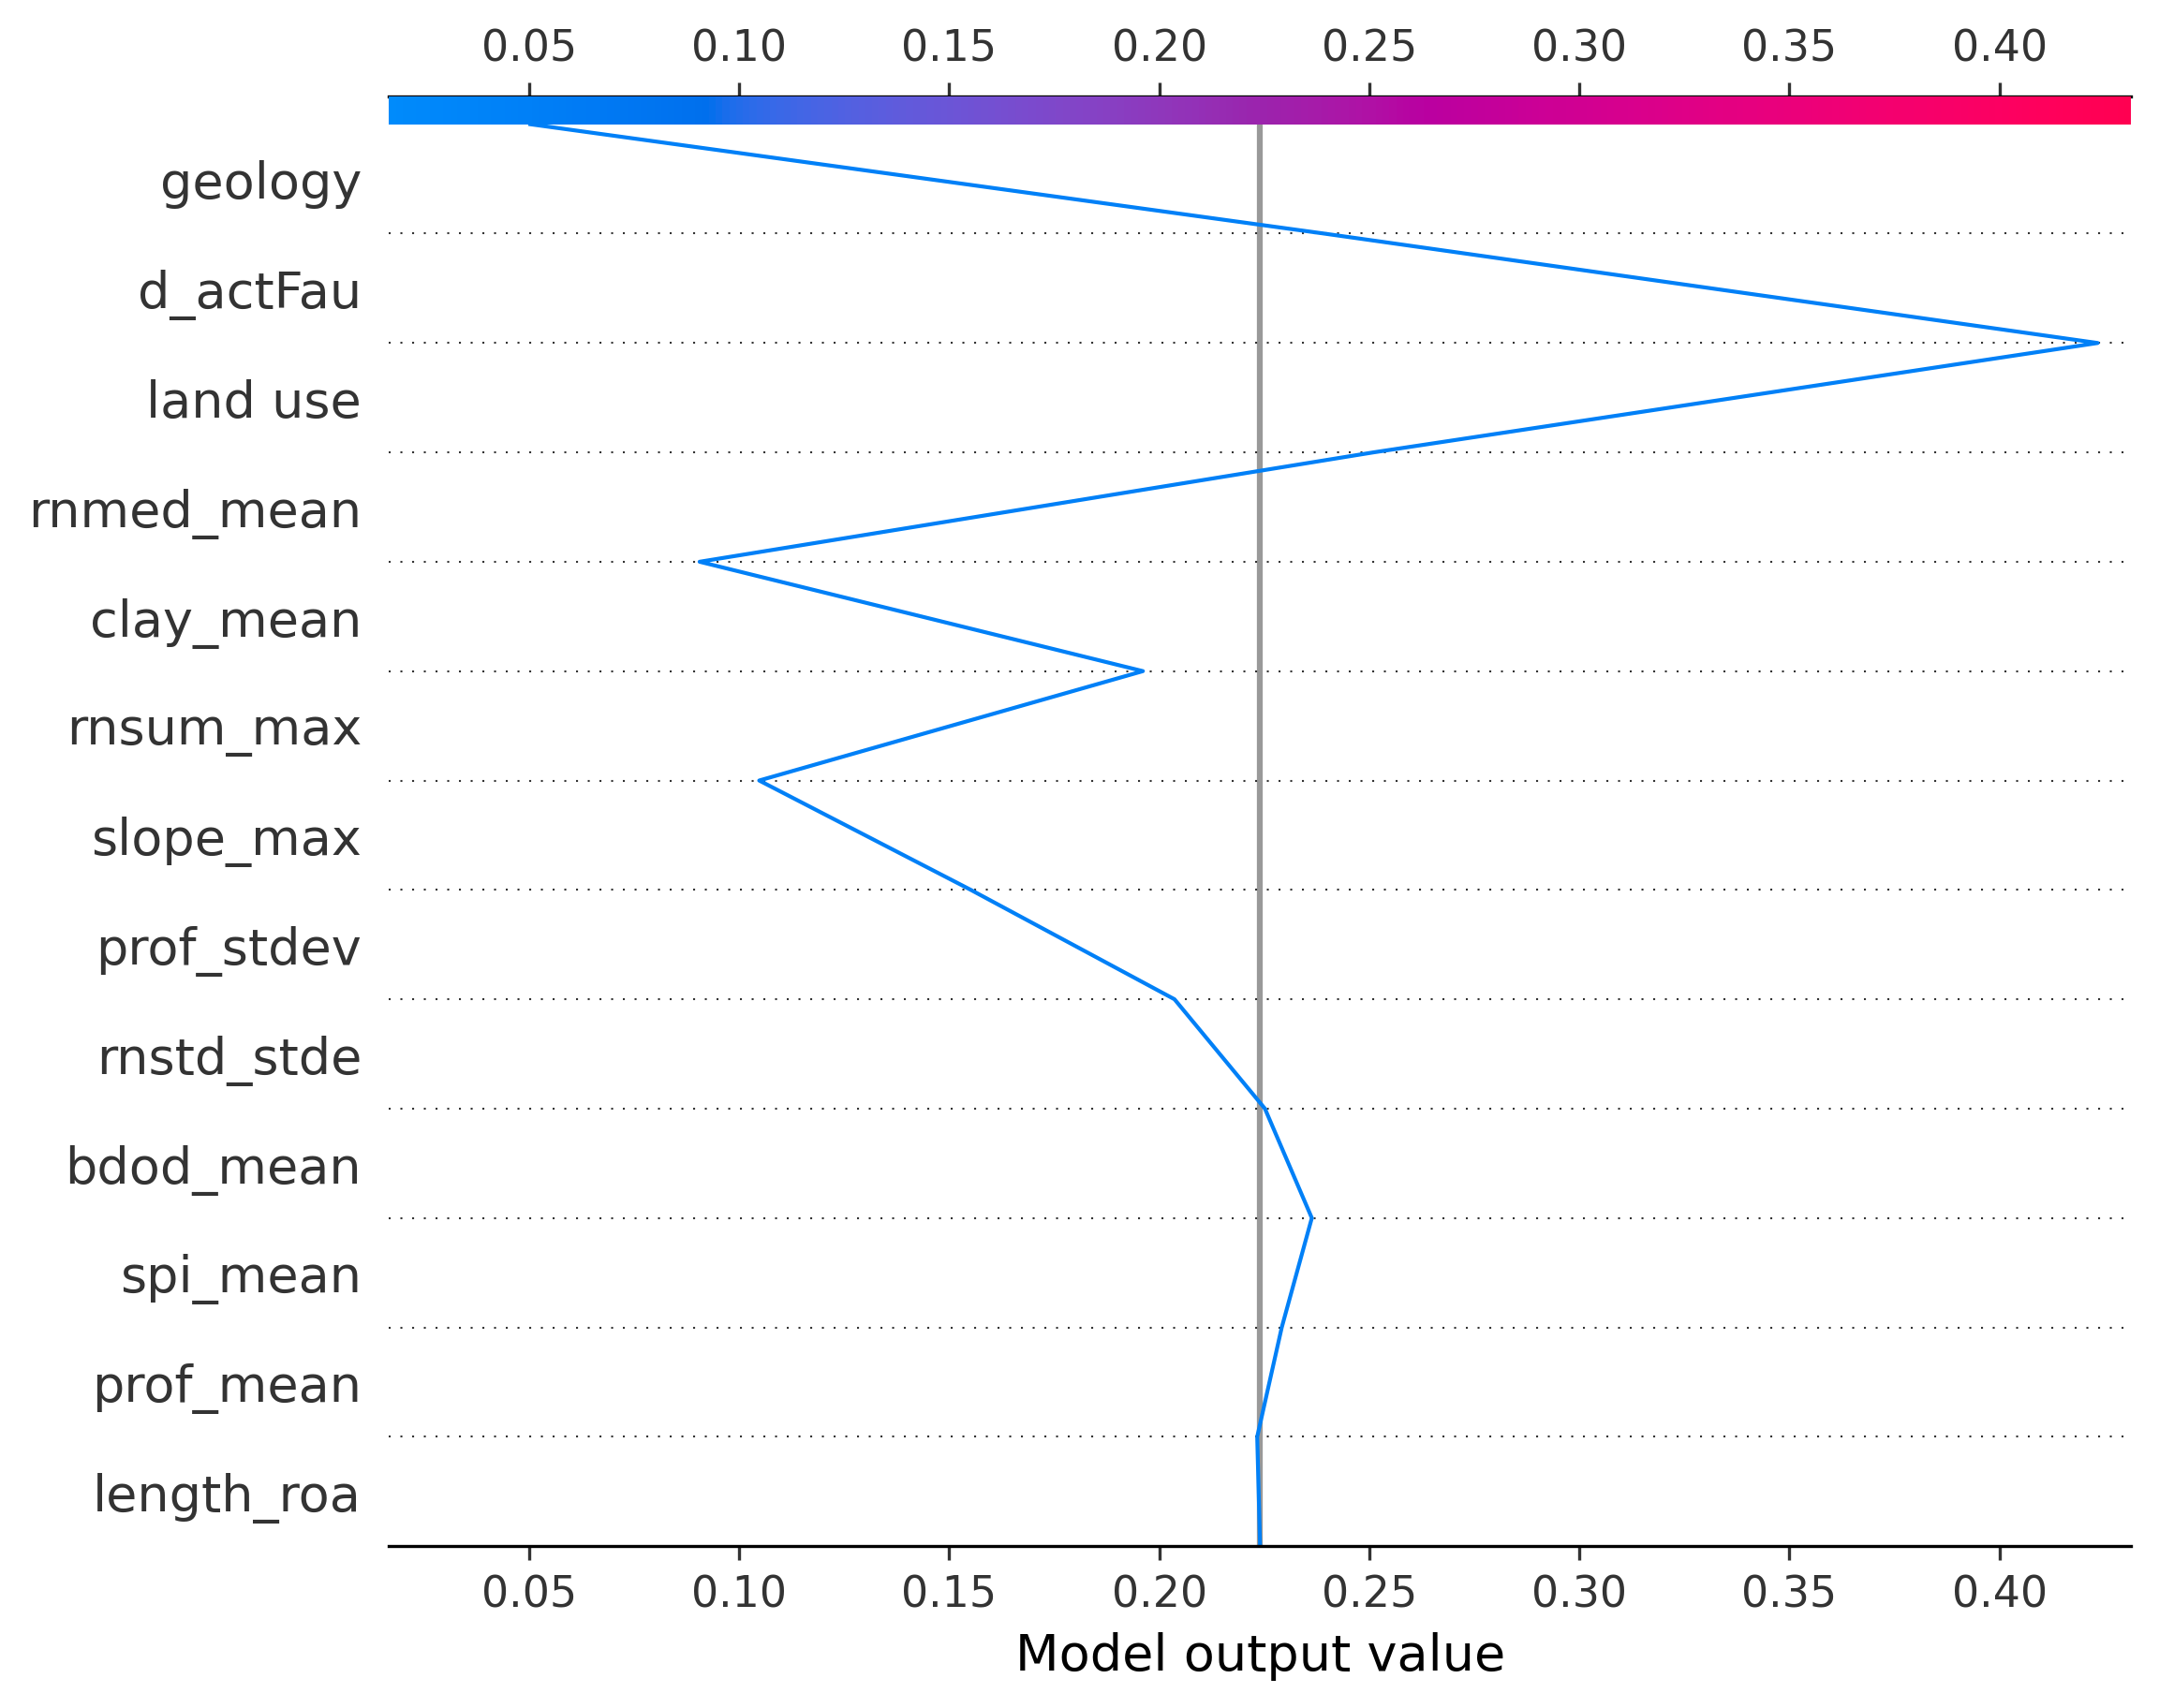 0.05 0.10 0.15 0.20 0.25 0.30 0.35 0.40
geology
d_actFau
land use
rnmed_mean
clay_mean
rnsum_max
slope_max
prof_stdev
rnstd_stde
bdod_mean
spi_mean
prof_mean
length_roa
0.05 0.10 0.15 0.20 0.25 0.30 0.35 0.40
Model output value